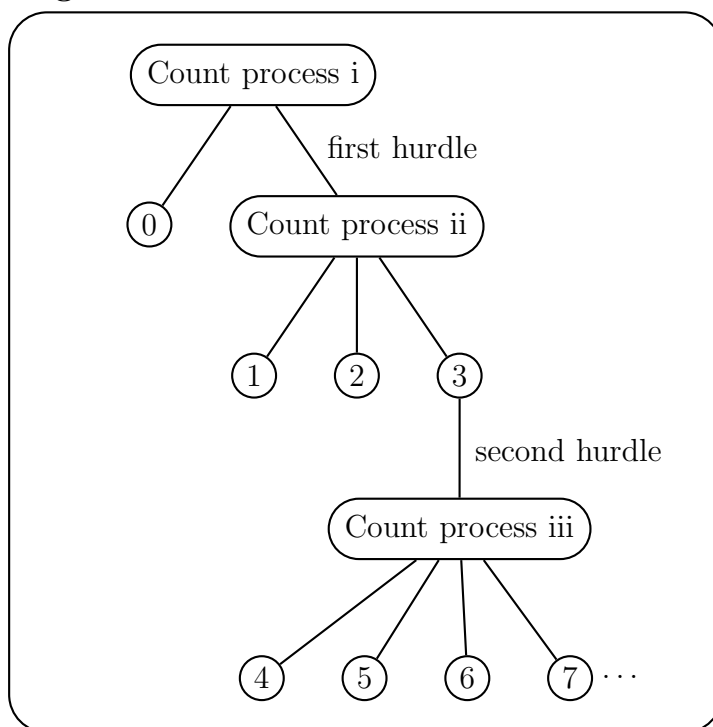 Count process i
first hurdle
0
Count process ii
1 2 3
second hurdle
Count process iii
4 5 6 7 ...